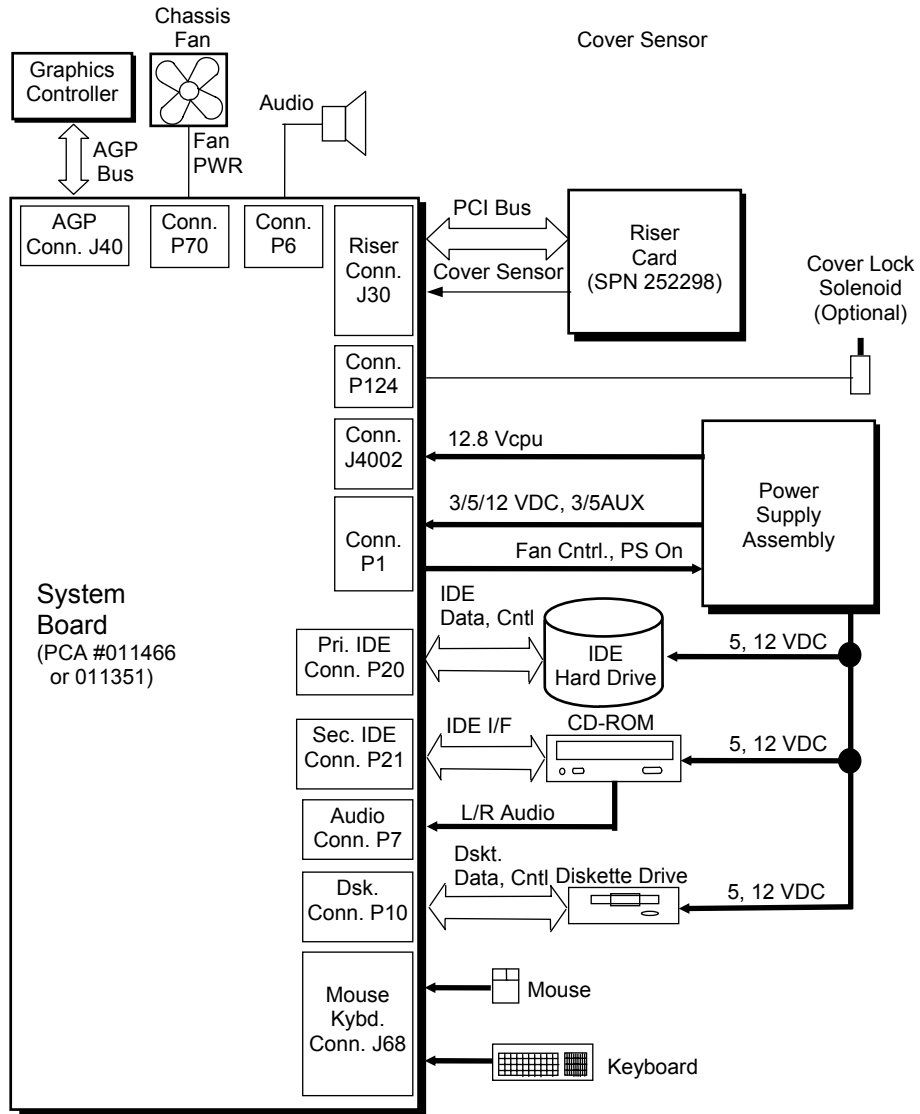 Chassis
Fan
Cover Sensor
Graphics
Controller
Audio
AGP
Bus
Fan
PWR
AGP
Conn. J40
Conn.
P70
Conn.
P6
Riser
Conn.
J30
PCI Bus
Cover Sensor
Riser
Card
(SPN 252298)
Cover Lock
Solenoid
(Optional)
Conn.
P124
Conn.
J4002
12.8 Vcpu
Conn.
P1
3/5/12 VDC, 3/5AUX
Fan Cntrl., PS On
Power
Supply
Assembly
System
Board
(PCA #011466
or 011351)
Pri. IDE
Conn. P20
IDE
Data, Cntl
IDE
Hard Drive
5, 12 VDC
Sec. IDE
Conn. P21
IDE I/F
CD-ROM
5, 12 VDC
Audio
Conn. P7
L/R Audio
Dsk.
Conn. P10
Dskt.
Data, Cntl
Diskette Drive
5, 12 VDC
Mouse
Kybd.
Conn. J68
Mouse
Keyboard